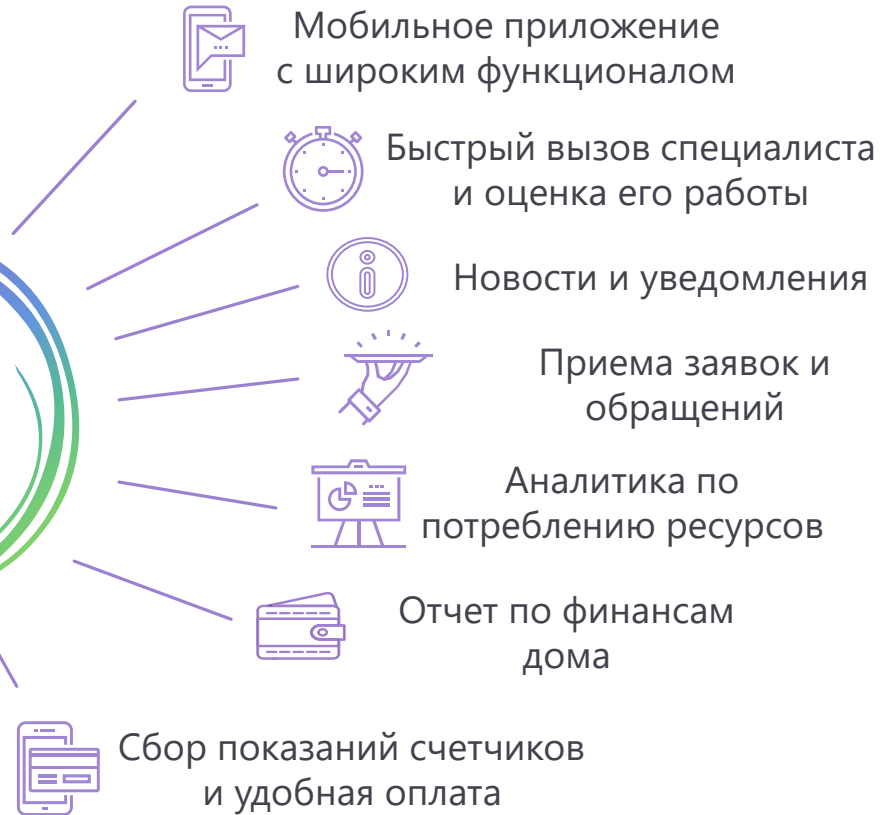 Мобильное приложение
с широким функционалом
Быстрый вызов специалиста
и оценка его работы
Новости и уведомления
Приема заявок и
обращений
Аналитика по
потреблению ресурсов
Отчет по финансам
дома
Сбор показаний счетчиков
и удобная оплата